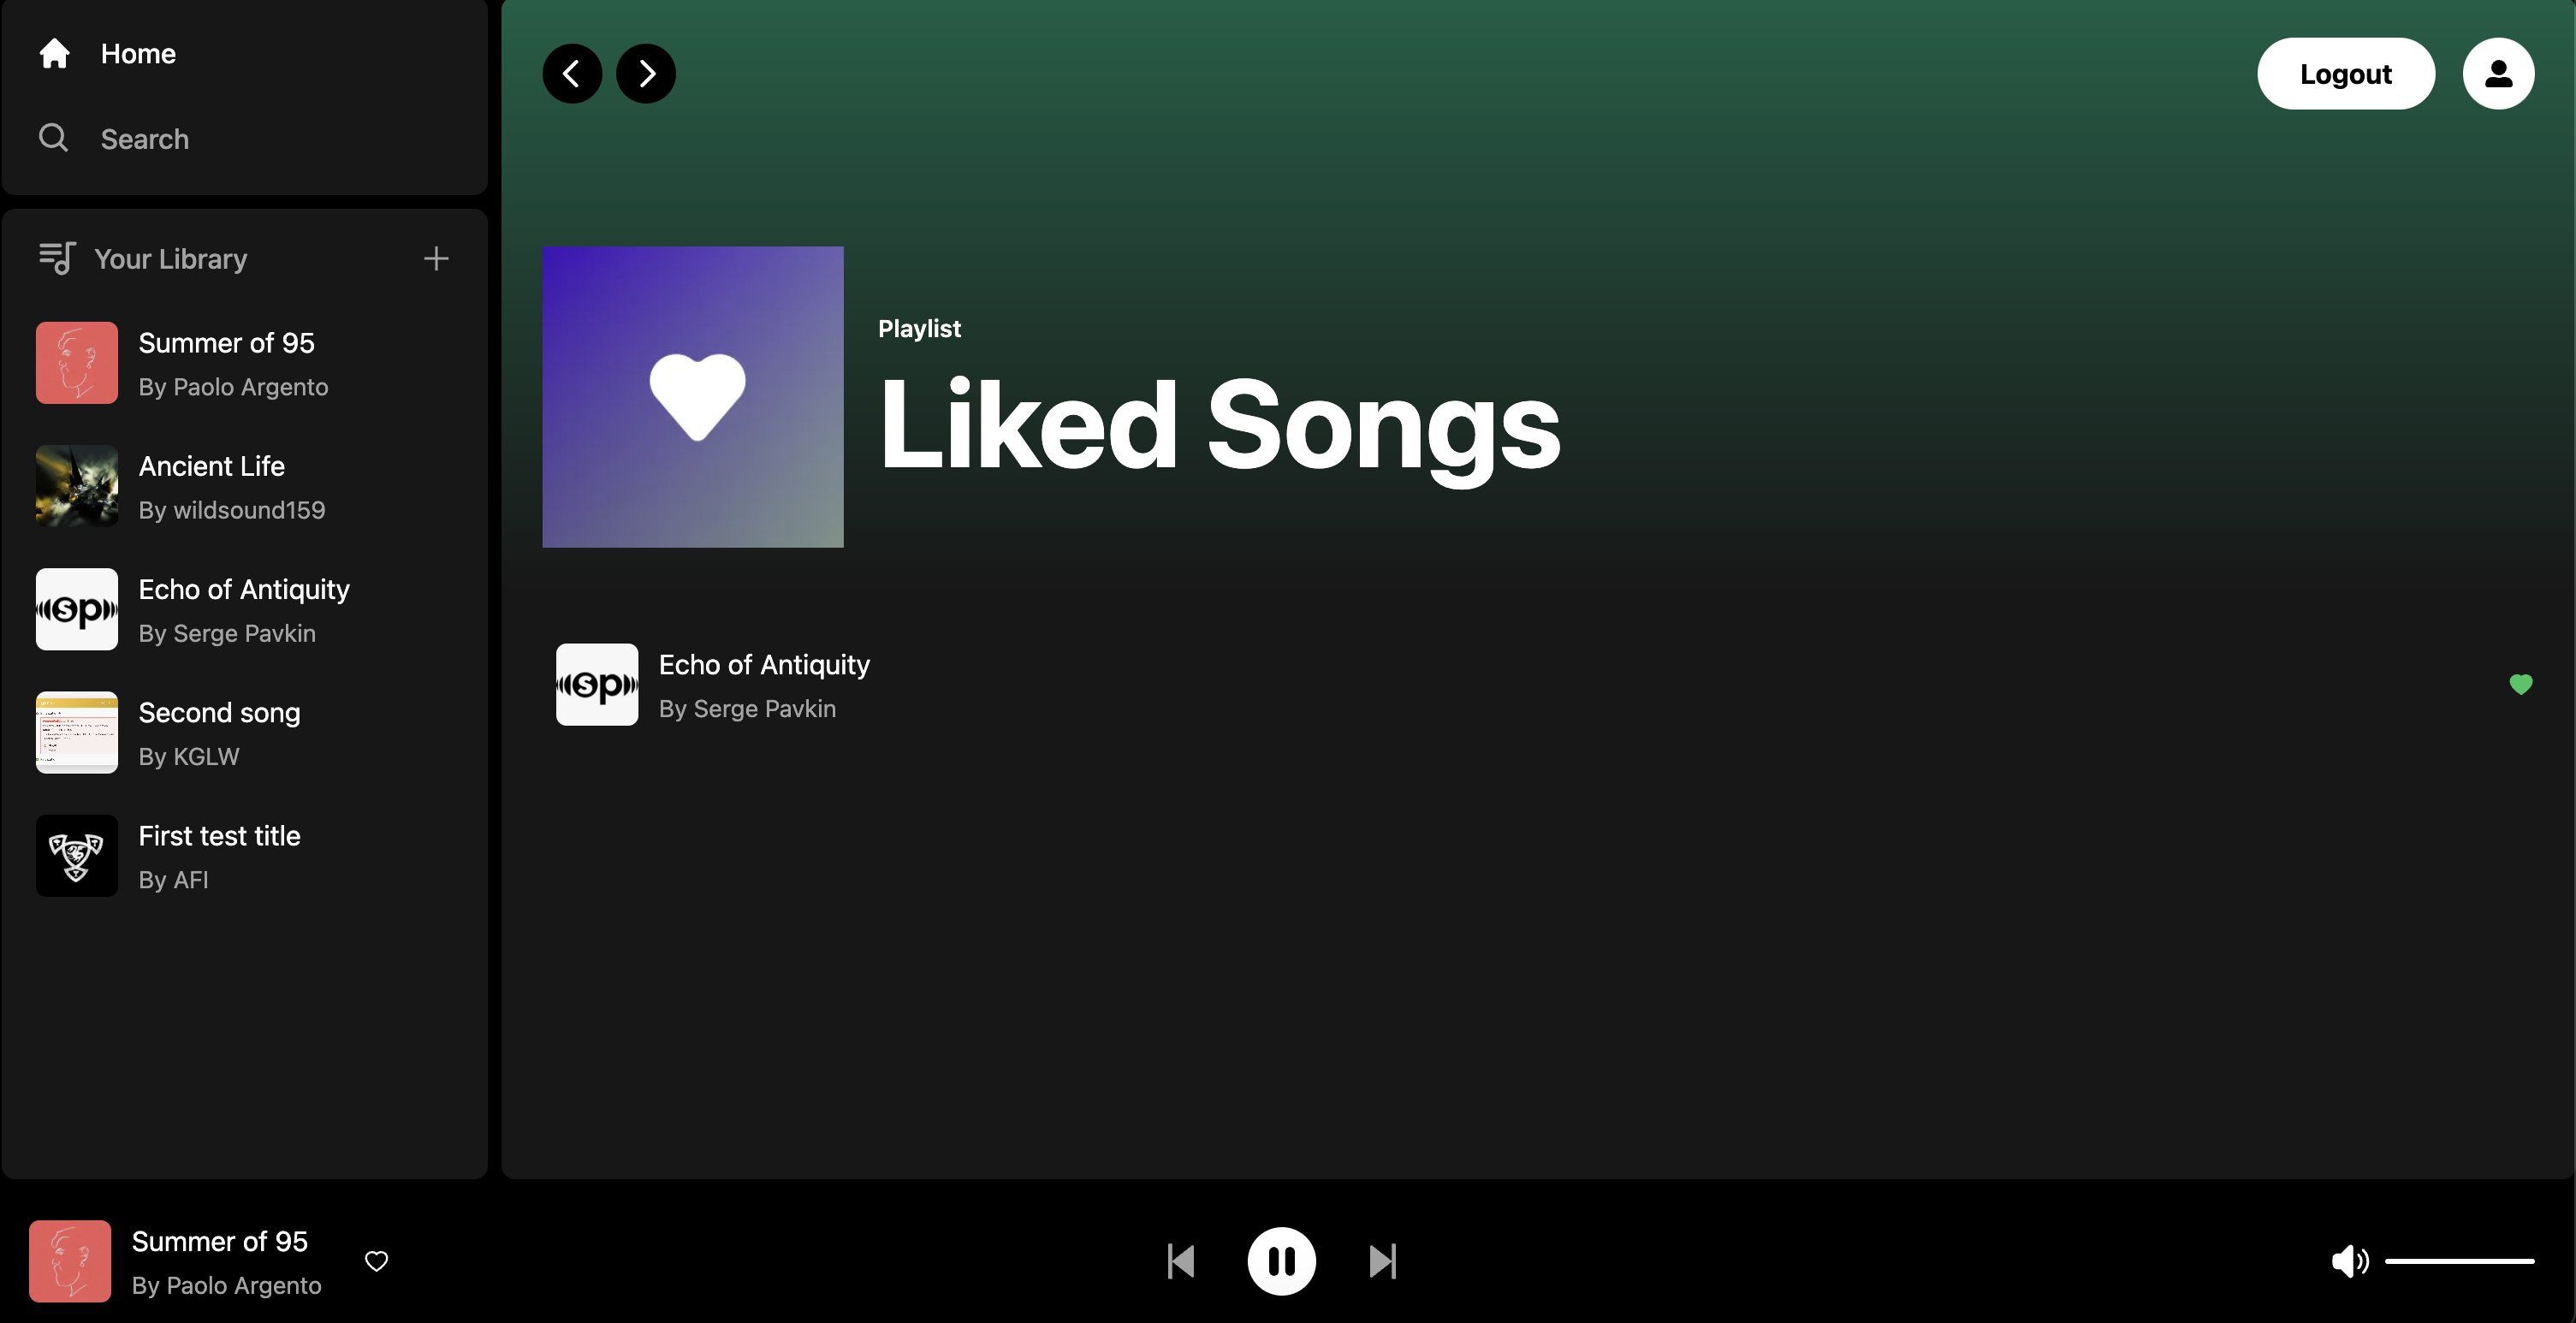 Home
Search
Your Library
Summer of 95
By Paolo Argento
Ancient Life
By wildsound159
sp
Echo of Antiquity
By Serge Pavkin
Second song
By KGLW
First test title
By AFI
Logout
Playlist
Liked Songs
sp
Echo of Antiquity
By Serge Pavkin
Summer of 95
By Paolo Argento